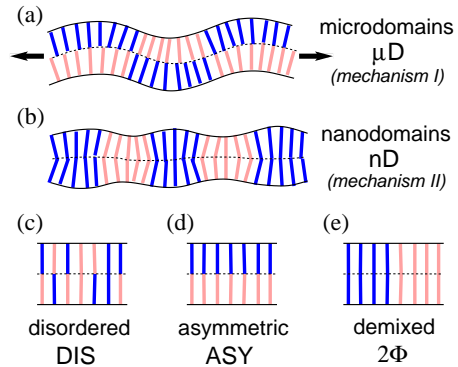 (a)
microdomains
μD
(mechanism I)
(b)
nanodomains
nD
(mechanism II)
(c) (d) (e)
disordered asymmetric demixed
DIS ASY 2Φ